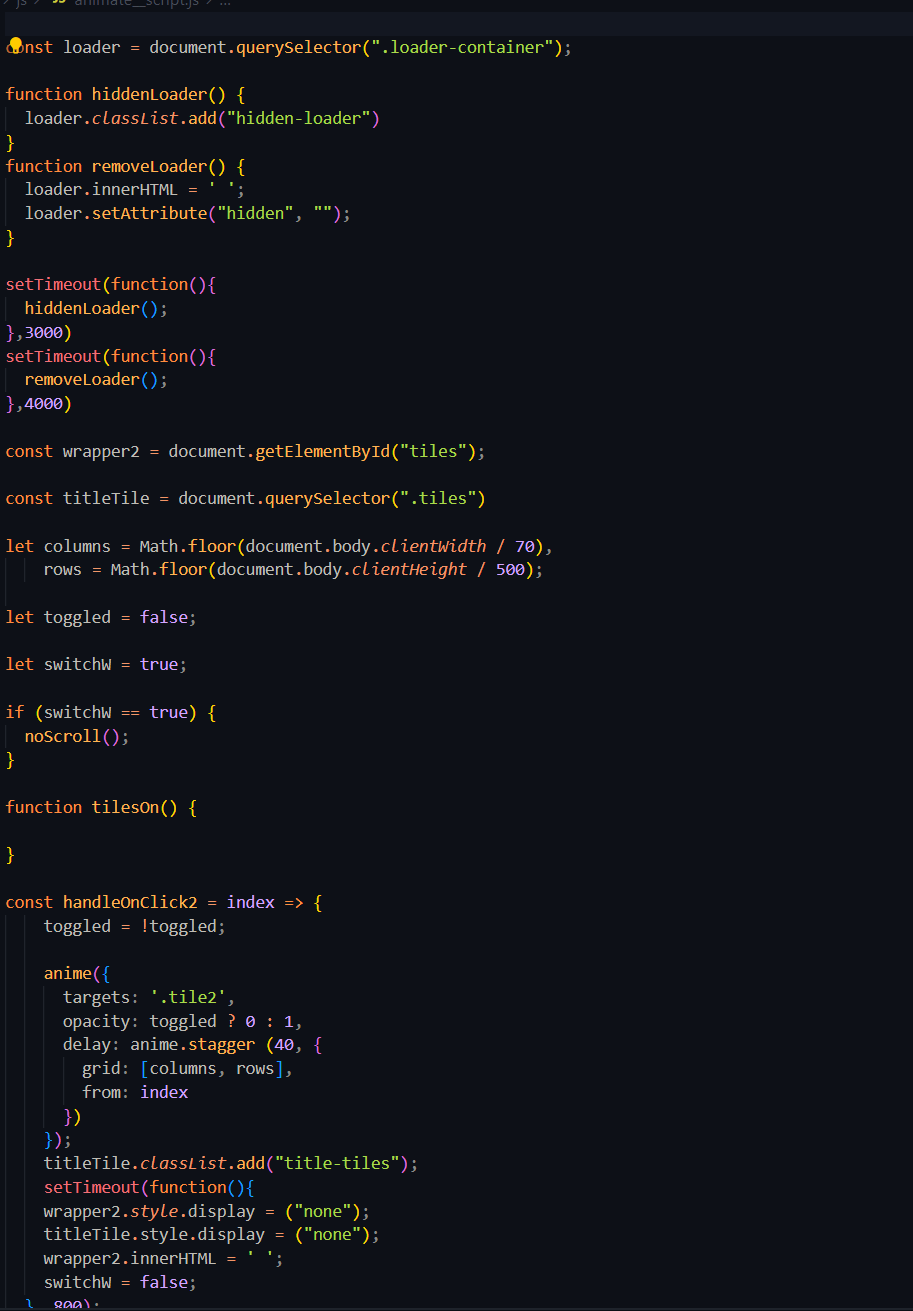 > js > JS animate__script.js > ...
const loader = document.querySelector(".loader-container");
function hiddenLoader() {
loader.classList.add("hidden-loader")
}
function removeLoader() {
loader.innerHTML = ' ';
loader.setAttribute("hidden", "");
}
setTimeout(function(){
hiddenLoader();
},3000)
setTimeout(function(){
removeLoader();
},4000)
const wrapper2 = document.getElementById("tiles");
const titleTile = document.querySelector(".tiles")
let columns = Math.floor(document.body.clientWidth / 70),
rows = Math.floor(document.body.clientHeight / 500);
let toggled = false;
let switchW = true;
if (switchW == true) {
noScroll();
}
function tilesOn() {
}
const handleOnClick2 = index => {
toggled = !toggled;
anime({
targets: '.tile2',
opacity: toggled ? 0 : 1,
delay: anime.stagger (40, {
grid: [columns, rows],
from: index
})
});
titleTile.classList.add("title-tiles");
setTimeout(function(){
wrapper2.style.display = ("none");
titleTile.style.display = ("none");
wrapper2.innerHTML = ' ';
switchW = false;
}, 800);